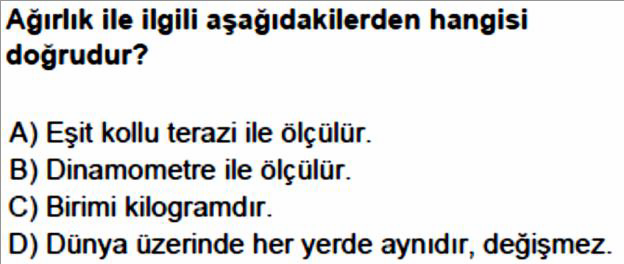 Ağırlık ile ilgili aşağıdakilerden hangisi
doğrudur?
A) Eşit kollu terazi ile ölçülür.
B) Dinamometre ile ölçülür.
C) Birimi kilogramdır.
D) Dünya üzerinde her yerde aynıdır, değişmez.